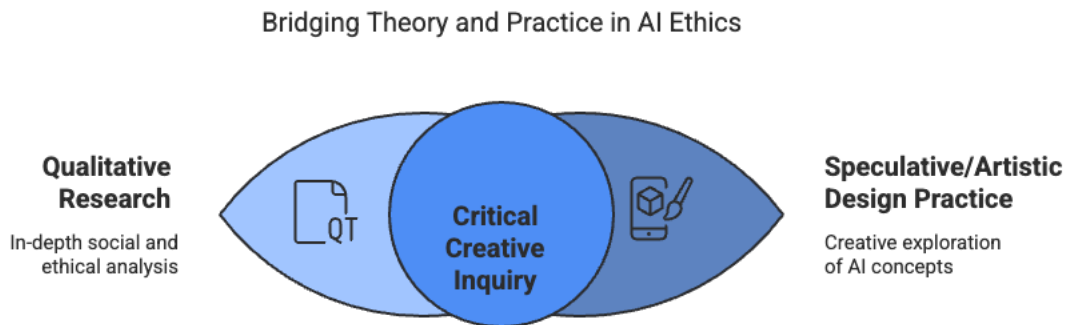 Bridging Theory and Practice in AI Ethics
Qualitative
Research
In-depth social and
ethical analysis
QT
Critical
Creative
Inquiry
Speculative/Artistic
Design Practice
Creative exploration
of AI concepts